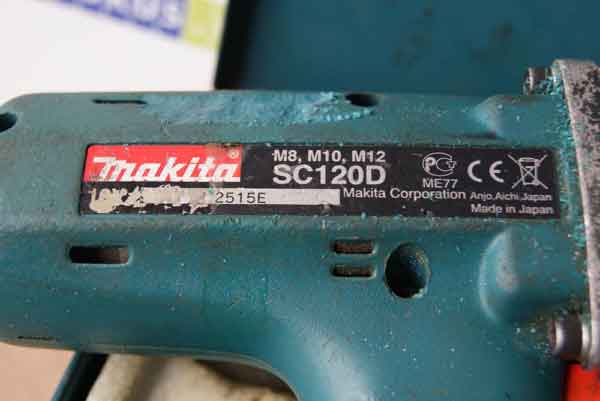 makita®
M8, M10, M12
SC120D
2515E
Makita Corporation Anjo,Aichi,Japan
Made in Japan
ME77
CE